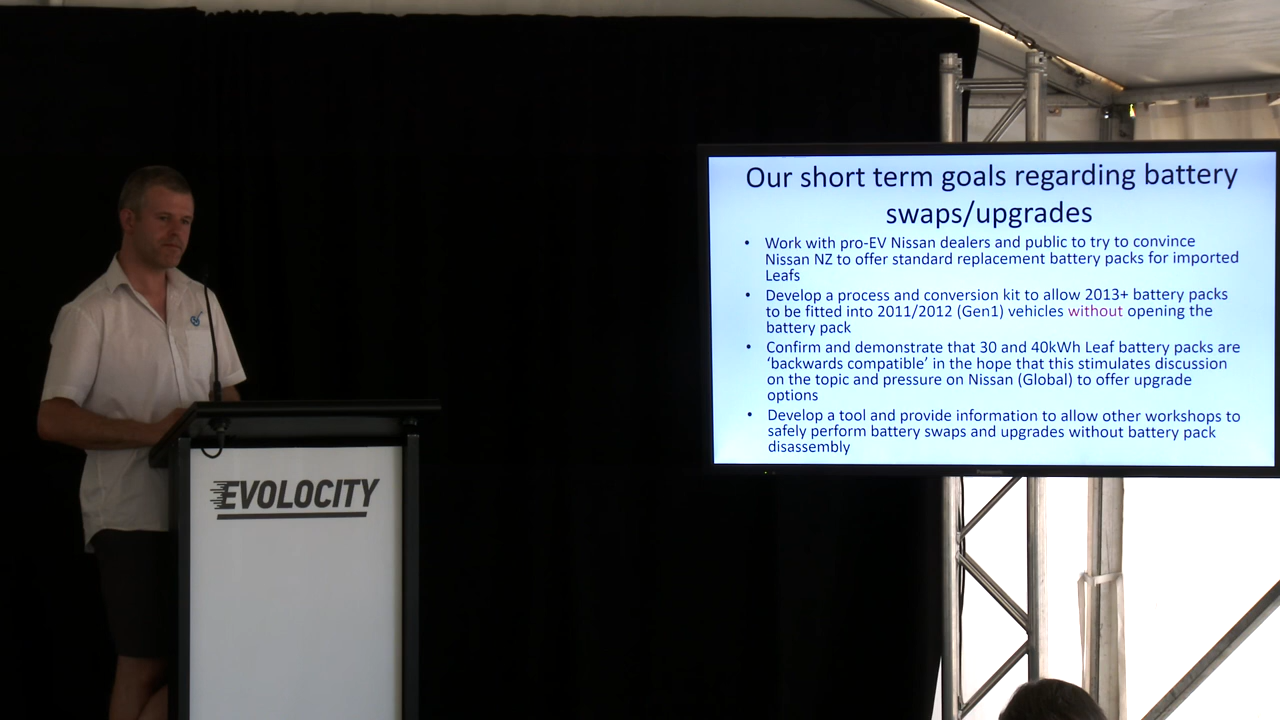 Our short term goals regarding battery
swaps/upgrades
• Work with pro-EV Nissan dealers and public to try to convince
Nissan NZ to offer standard replacement battery packs for imported
Leafs
• Develop a process and conversion kit to allow 2013+ battery packs
to be fitted into 2011/2012 (Gen1) vehicles without opening the
battery pack
• Confirm and demonstrate that 30 and 40kWh Leaf battery packs are
‘backwards compatible’ in the hope that this stimulates discussion
on the topic and pressure on Nissan (Global) to offer upgrade
options
• Develop a tool and provide information to allow other workshops to
safely perform battery swaps and upgrades without battery pack
disassembly
Panasonic
EVOLOCITY